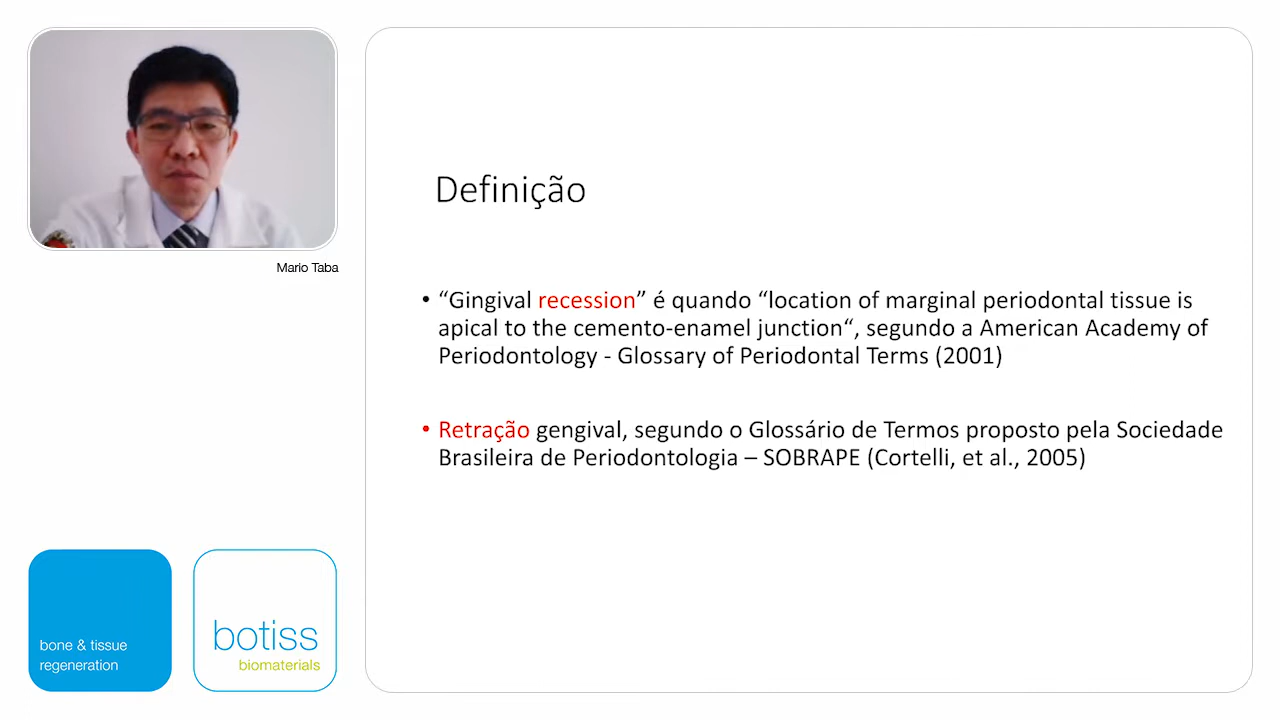 Mario Taba
Definição
• “Gingival recession” é quando “location of marginal periodontal tissue is
apical to the cemento-enamel junction“, segundo a American Academy of
Periodontology - Glossary of Periodontal Terms (2001)
• Retração gengival, segundo o Glossário de Termos proposto pela Sociedade
Brasileira de Periodontologia – SOBRAPE (Cortelli, et al., 2005)
bone & tissue
regeneration
botiss
biomaterials